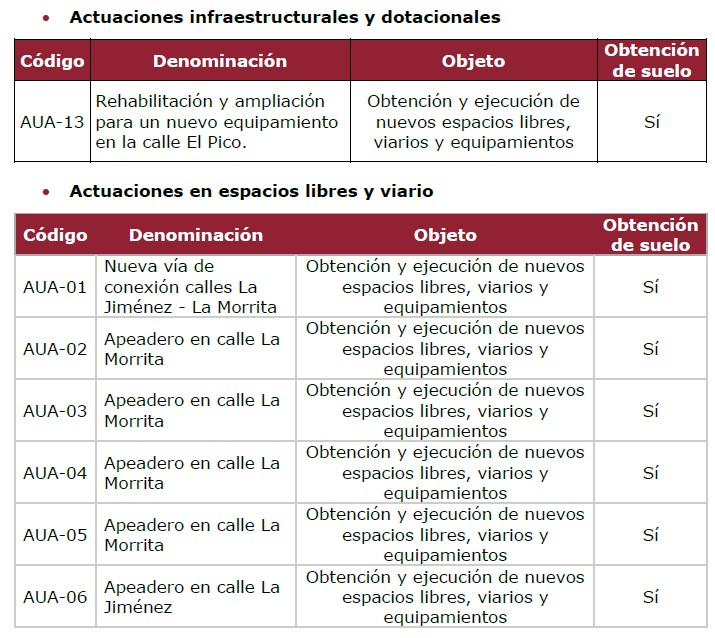 • Actuaciones infraestructurales y dotacionales
Código Denominación Objeto Obtención de suelo
AUA-13 Rehabilitación y ampliación para un nuevo equipamiento en la calle El Pico. Obtención y ejecución de nuevos espacios libres, viarios y equipamientos Sí
• Actuaciones en espacios libres y viario
Código Denominación Objeto Obtención de suelo
AUA-01 Nueva vía de conexión calles La Jiménez - La Morrita Obtención y ejecución de nuevos espacios libres, viarios y equipamientos Sí
AUA-02 Apeadero en calle La Morrita Obtención y ejecución de nuevos espacios libres, viarios y equipamientos Sí
AUA-03 Apeadero en calle La Morrita Obtención y ejecución de nuevos espacios libres, viarios y equipamientos Sí
AUA-04 Apeadero en calle La Morrita Obtención y ejecución de nuevos espacios libres, viarios y equipamientos Sí
AUA-05 Apeadero en calle La Morrita Obtención y ejecución de nuevos espacios libres, viarios y equipamientos Sí
AUA-06 Apeadero en calle La Jiménez Obtención y ejecución de nuevos espacios libres, viarios y equipamientos Sí